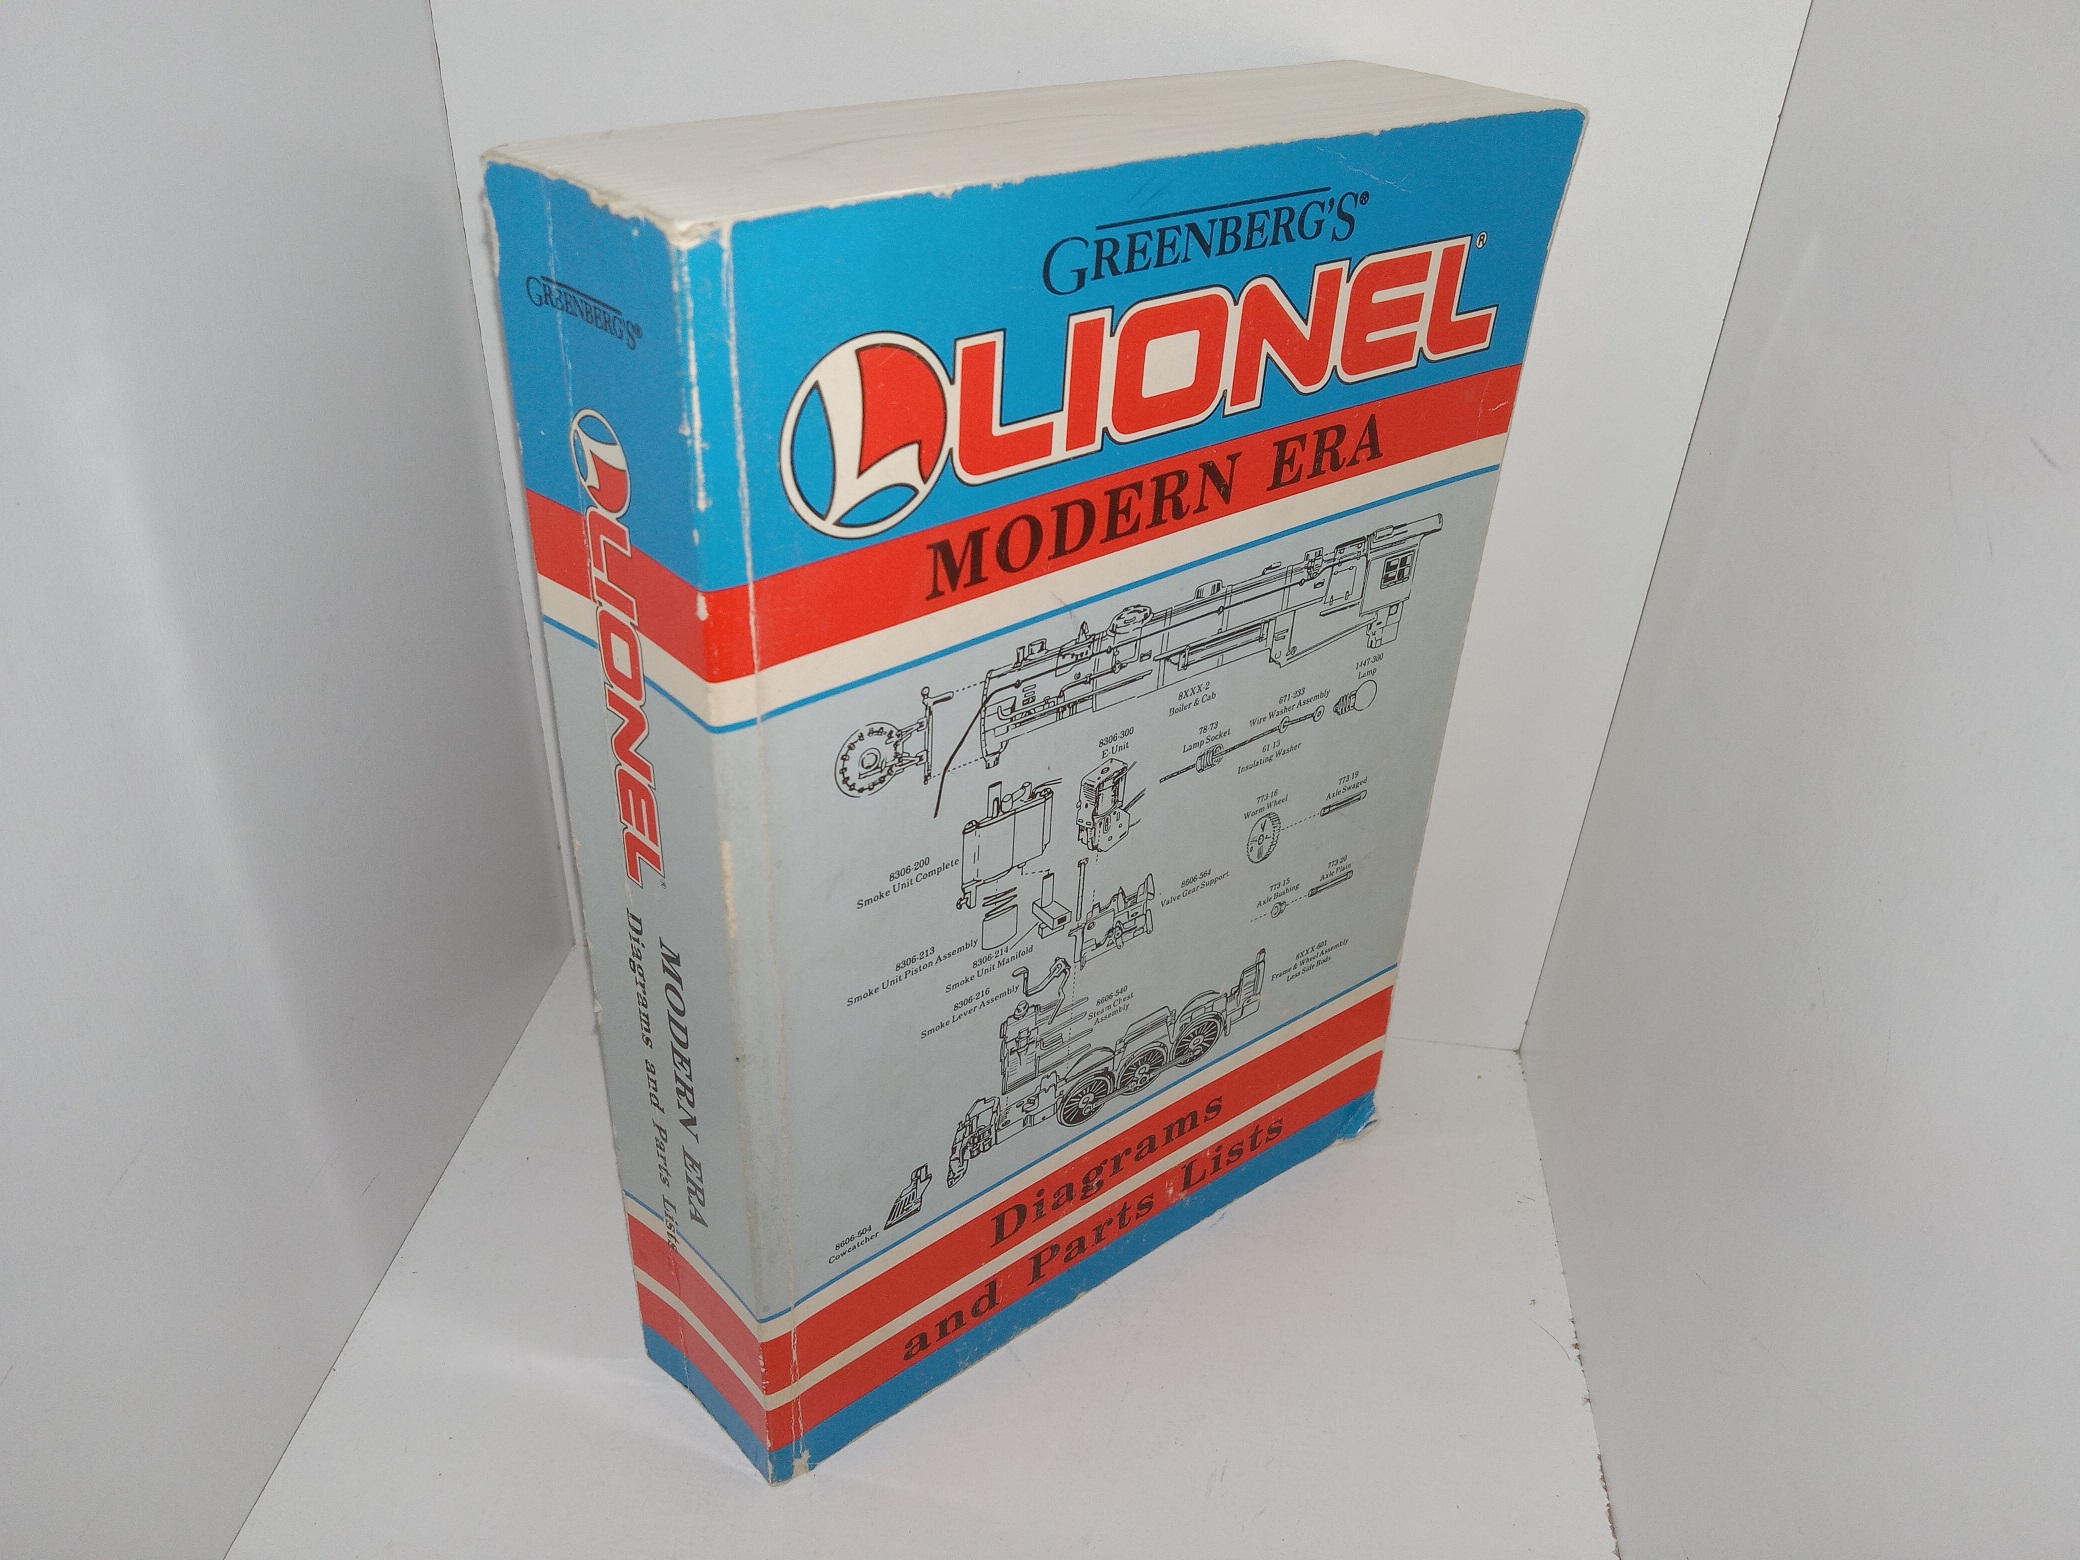 GREENBERG'S®
LIONEL®
MODERN ERA
1447-300
Lamp
8XXX-2
Boiler & Cab
671-233
Wire Washer Assembly
78-73
Lamp Socket
61-15
Insulating Washer
8306-300
E-Unit
773-19
Axle Swaged
773-16
Worm Wheel
8306-200
Smoke Unit Complete
8606-564
Valve Gear Support
773-20
Axle Plain
773-15
Axle Bushing
8306-213
Smoke Unit Piston Assembly
8306-214
Smoke Unit Manifold
8306-216
Smoke Lever Assembly
8606-540
Steam Chest
Assembly
8XXX-601
Frame & Wheel Assembly
Less Side Rods
8606-504
Cowcatcher
Diagrams
and Parts Lists
GREENBERG'S®
LIONEL®
MODERN ERA
Diagrams and Parts Lists